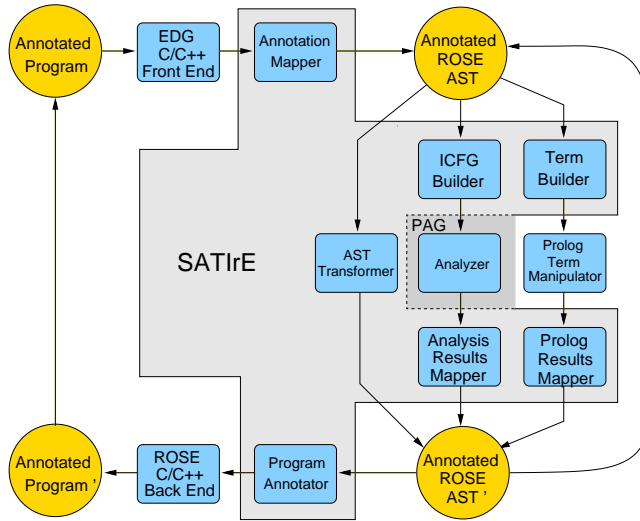 Annotated
Program
EDG
C/C++
Front End
Annotation
Mapper
Annotated
ROSE
AST
ICFG
Builder
Term
Builder
PAG
SATIrE
AST
Transformer
Analyzer
Prolog
Term
Manipulator
Analysis
Results
Mapper
Prolog
Results
Mapper
Annotated
Program '
ROSE
C/C++
Back End
Program
Annotator
Annotated
ROSE
AST '